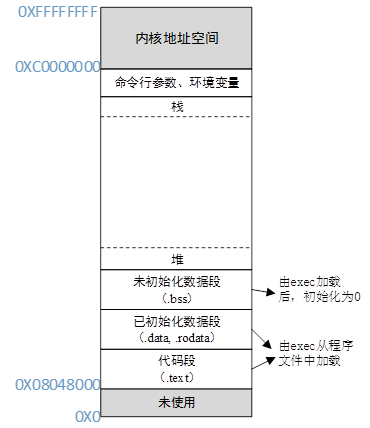 0XFFFFFFFF
内核地址空间
0XC0000000
命令行参数、环境变量
栈
堆
未初始化数据段
(.bss)
由exec加载
后，初始化为0
已初始化数据段
(.data, .rodata)
由exec从程序
文件中加载
代码段
(.text)
0X08048000
未使用
0X0